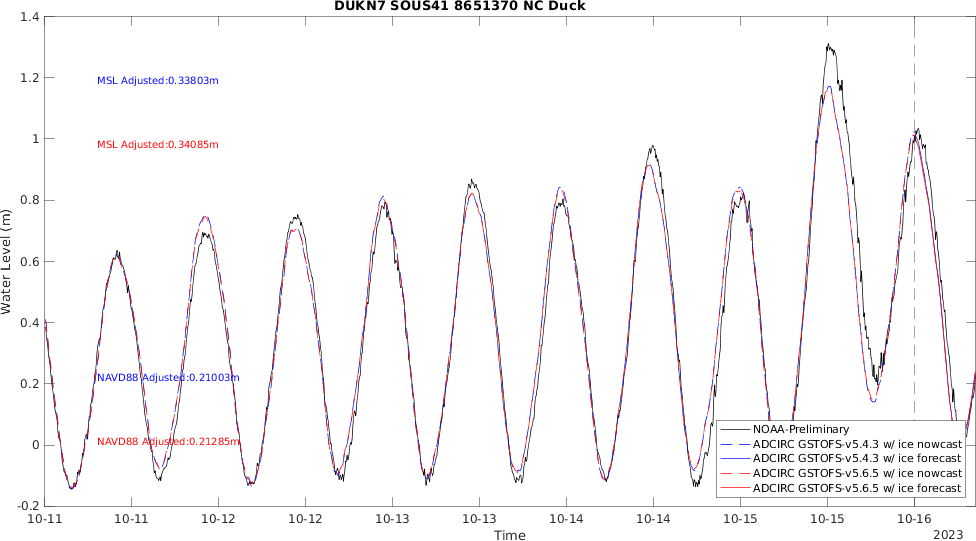 DUKN7 SOUS41 8651370 NC Duck
1.4
1.2
1
0.8
0.6
0.4
0.2
0
-0.2
Water Level (m)
MSL Adjusted:0.33803m
MSL Adjusted:0.34085m
NAVD88 Adjusted:0.21003m
NAVD88 Adjusted:0.21285m
NOAA-Preliminary
ADCIRC GSTOFS-v5.4.3 w/ ice nowcast
ADCIRC GSTOFS-v5.4.3 w/ ice forecast
ADCIRC GSTOFS-v5.6.5 w/ ice nowcast
ADCIRC GSTOFS-v5.6.5 w/ ice forecast
10-11 10-11 10-12 10-12 10-13 10-13 10-14 10-14 10-15 10-15 10-16
Time
2023